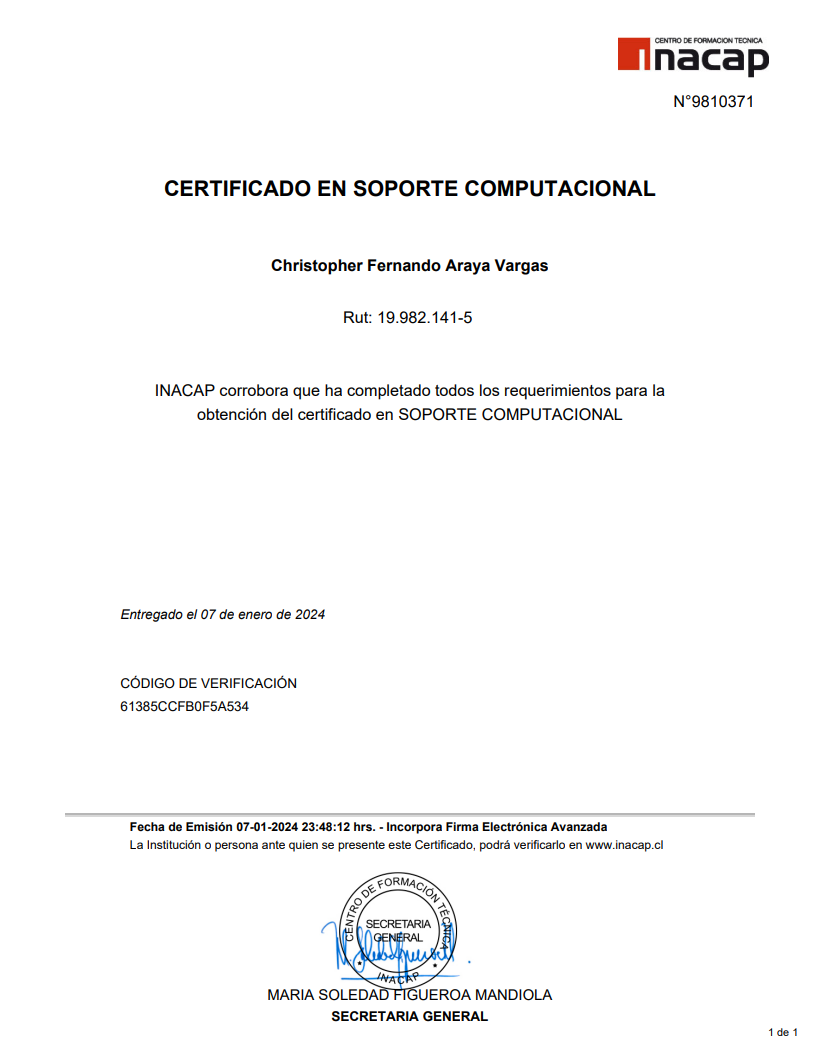 CENTRO DE FORMACION TECNICA
inacap
N°9810371
CERTIFICADO EN SOPORTE COMPUTACIONAL
Christopher Fernando Araya Vargas
Rut: 19.982.141-5
INACAP corrobora que ha completado todos los requerimientos para la
obtención del certificado en SOPORTE COMPUTACIONAL
Entregado el 07 de enero de 2024
CÓDIGO DE VERIFICACIÓN
61385CCFB0F5A534
Fecha de Emisión 07-01-2024 23:48:12 hrs. - Incorpora Firma Electrónica Avanzada
La Institución o persona ante quien se presente este Certificado, podrá verificarlo en www.inacap.cl
CENTRO DE FORMACIÓN TÉCNICA
SECRETARIA
GENERAL
INACAP
MARIA SOLEDAD FIGUEROA MANDIOLA
SECRETARIA GENERAL
1 de 1